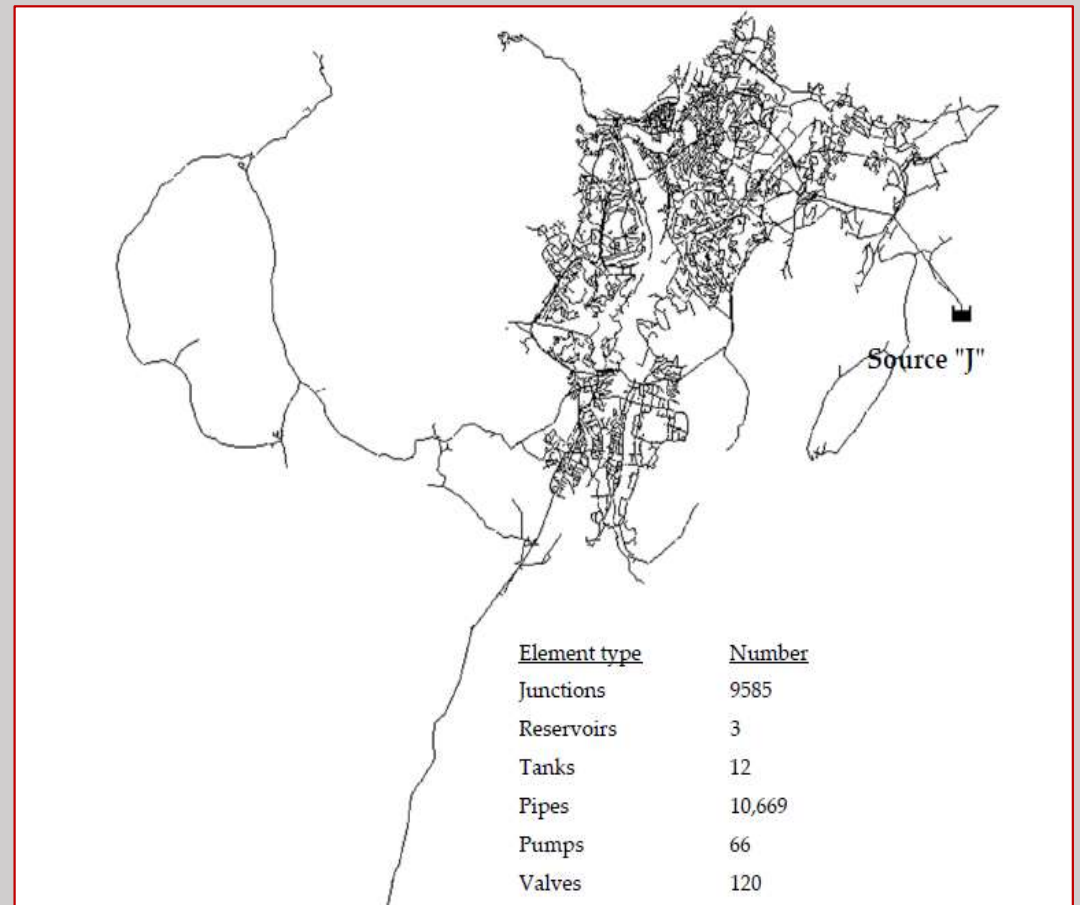 Source "J"
Element type Number
Junctions 9585
Reservoirs 3
Tanks 12
Pipes 10,669
Pumps 66
Valves 120